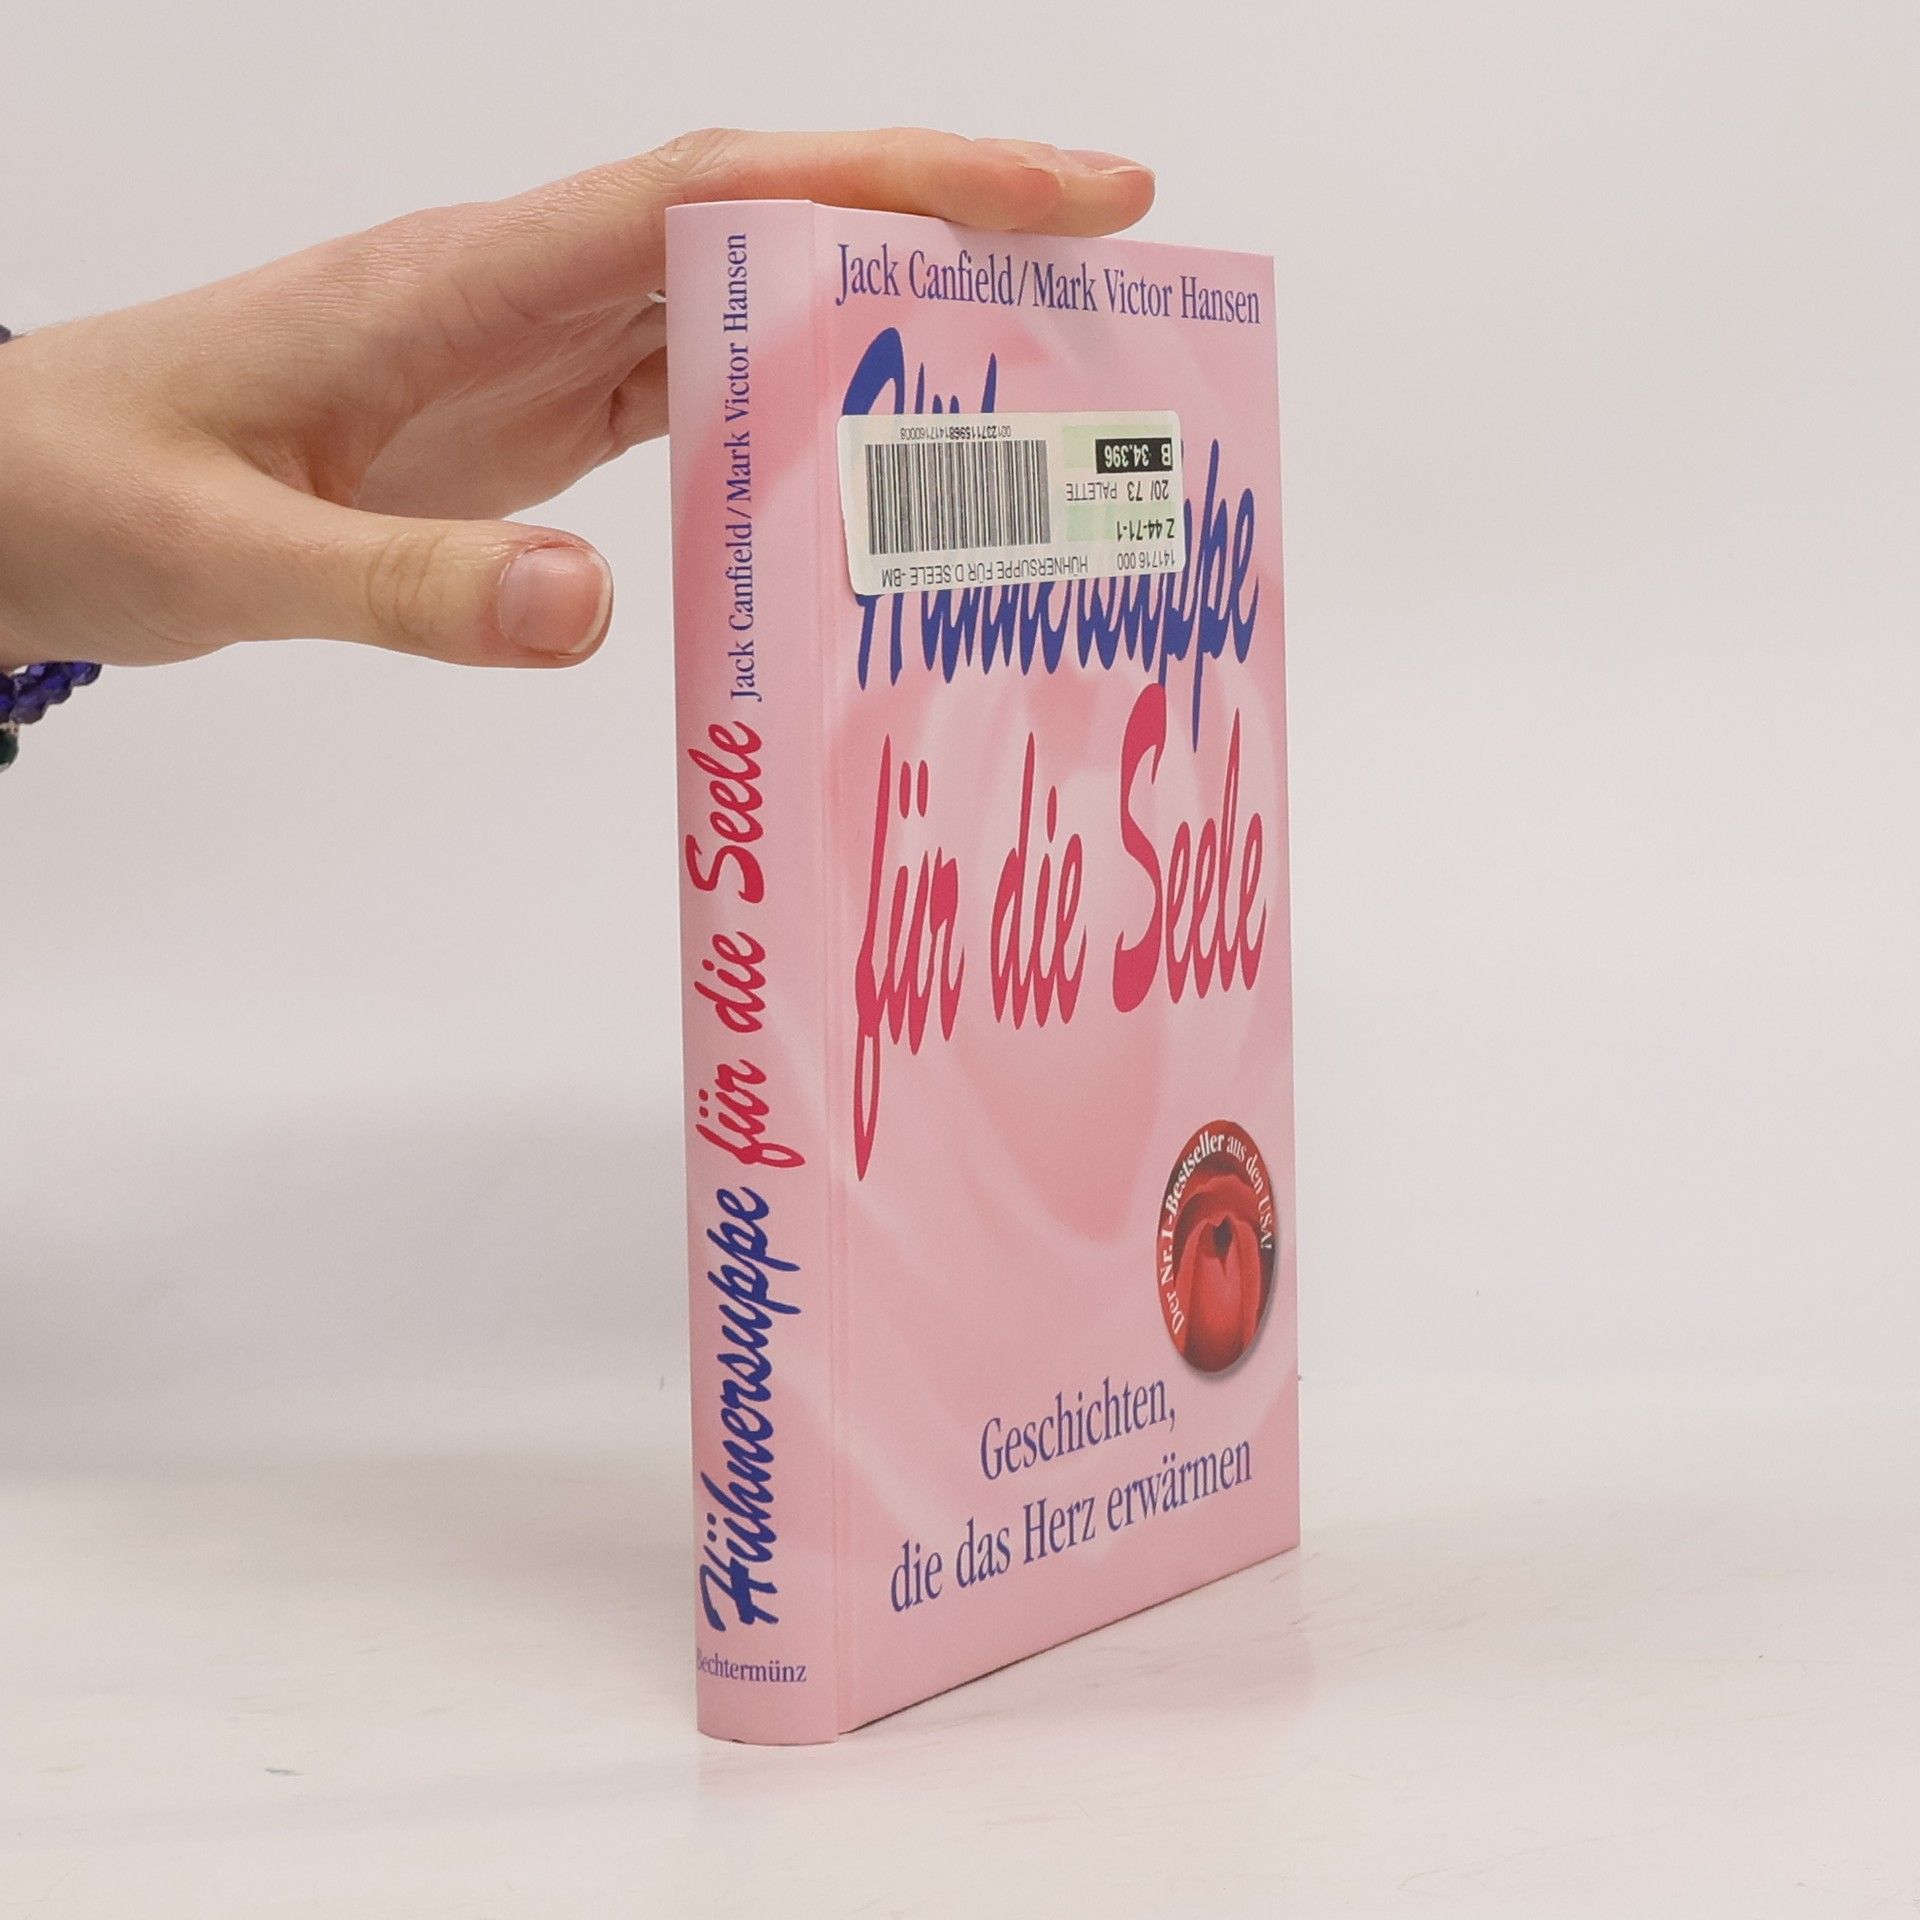 Jack Canfield/Mark Victor Hansen
Hühnersuppe
für die Seele
Der Nr. 1-Bestseller aus den USA!
Geschichten,
die das Herz erwärmen
141716 000 HÜHNERSUPPE FÜR D.SEELE -BM
Z 44-71-1
20/ 73 PALETTE
B 34.396
Hühnersuppe für die Seele Jack Canfield/Mark Victor Hansen
Bechtermünz